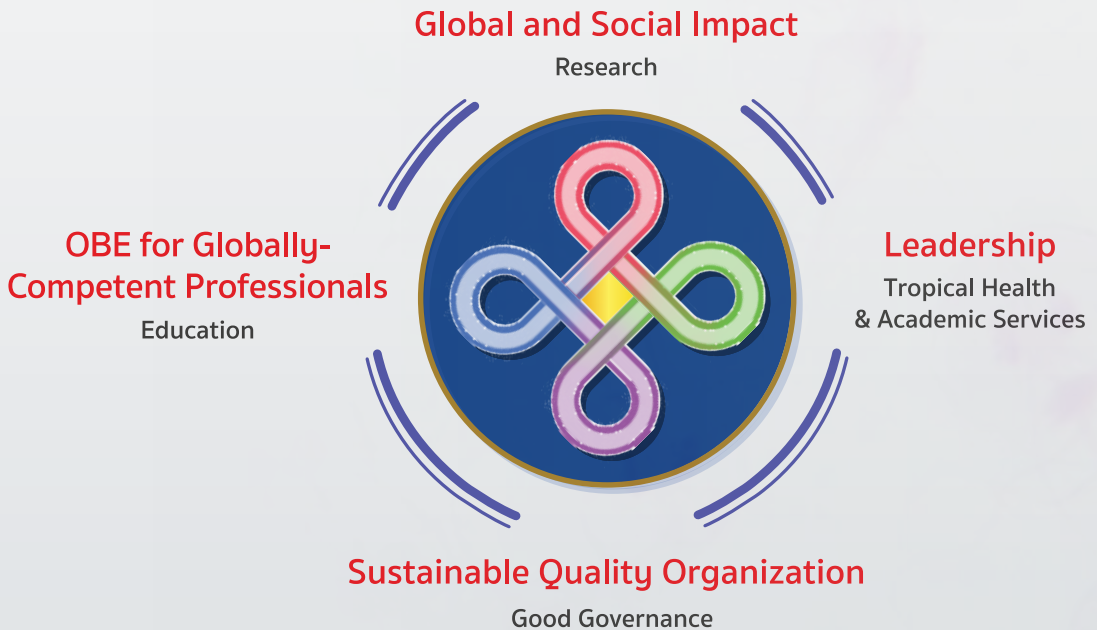 Global and Social Impact
Research
OBE for Globally-
Competent Professionals
Education
Leadership
Tropical Health
& Academic Services
Sustainable Quality Organization
Good Governance